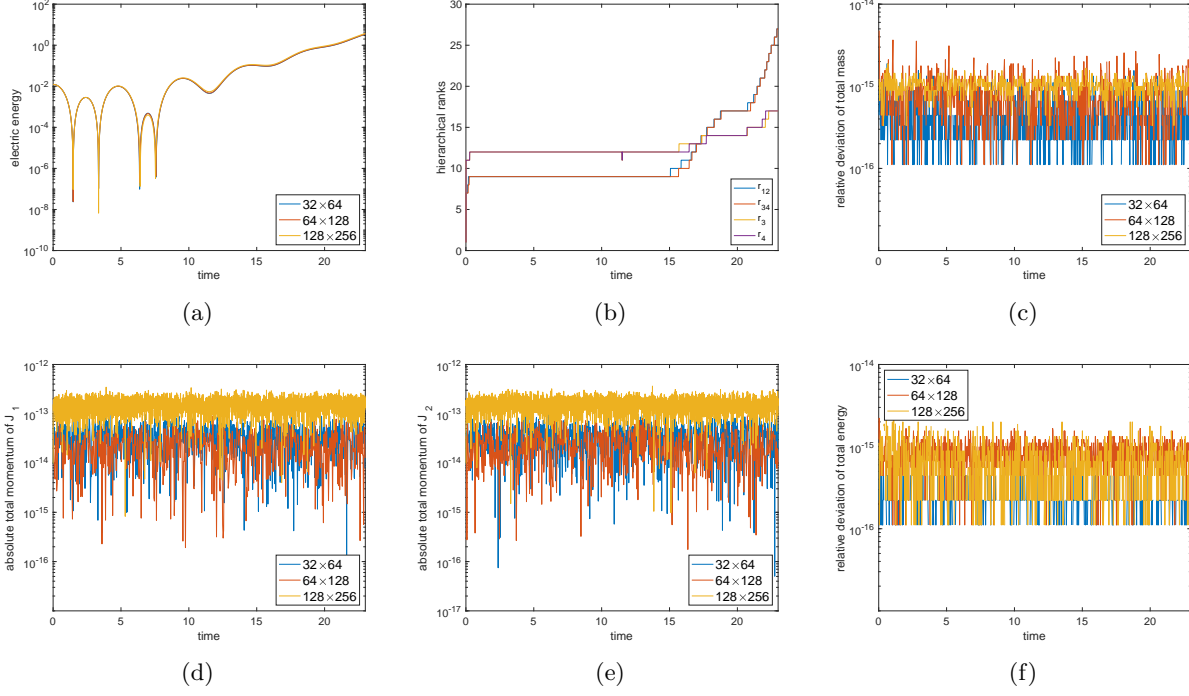 10^2
10^0
10^-2
10^-4
10^-6
10^-8
10^-10
electric energy
0 5 10 15 20
time
32×64
64×128
128×256
(a)
30
25
20
15
10
5
0
hierarchical ranks
0 5 10 15 20
time
r_12
r_34
r_3
r_4
(b)
10^-14
10^-15
10^-16
relative deviation of total mass
0 5 10 15 20
time
32×64
64×128
128×256
(c)
10^-12
10^-13
10^-14
10^-15
10^-16
absolute total momentum of J_1
0 5 10 15 20
time
32×64
64×128
128×256
(d)
10^-12
10^-13
10^-14
10^-15
10^-16
10^-17
absolute total momentum of J_2
0 5 10 15 20
time
32×64
64×128
128×256
(e)
10^-14
10^-15
10^-16
relative deviation of total energy
0 5 10 15 20
time
32×64
64×128
128×256
(f)